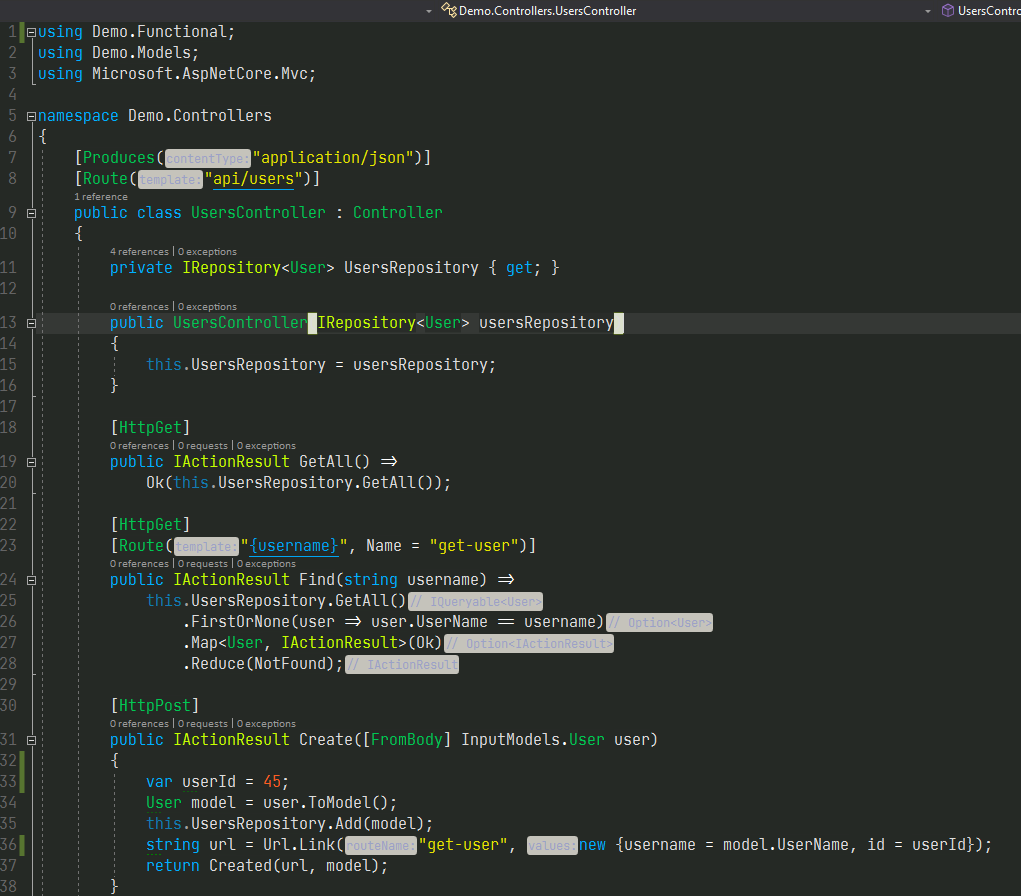 Demo.Controllers.UsersController UsersContro
1 using Demo.Functional;
2 using Demo.Models;
3 using Microsoft.AspNetCore.Mvc;
4
5 namespace Demo.Controllers
6 {
7 [Produces(contentType:"application/json")]
8 [Route(template:"api/users")]
1 reference
9 public class UsersController : Controller
10 {
4 references | 0 exceptions
11 private IRepository<User> UsersRepository { get; }
12
0 references | 0 exceptions
13 public UsersController IRepository<User> usersRepository
14 {
15 this.UsersRepository = usersRepository;
16 }
17
18 [HttpGet]
0 references | 0 requests | 0 exceptions
19 public IActionResult GetAll() =>
20 Ok(this.UsersRepository.GetAll());
21
22 [HttpGet]
23 [Route(template:"{username}", Name = "get-user")]
0 references | 0 requests | 0 exceptions
24 public IActionResult Find(string username) =>
25 this.UsersRepository.GetAll() // IQueryable<User>
26 .FirstOrNone(user => user.UserName == username) // Option<User>
27 .Map<User, IActionResult>(Ok) // Option<IActionResult>
28 .Reduce(NotFound); // IActionResult
29
30 [HttpPost]
0 references | 0 requests | 0 exceptions
31 public IActionResult Create([FromBody] InputModels.User user)
32 {
33 var userId = 45;
34 User model = user.ToModel();
35 this.UsersRepository.Add(model);
36 string url = Url.Link(routeName:"get-user", values:new {username = model.UserName, id = userId});
37 return Created(url, model);
38 }